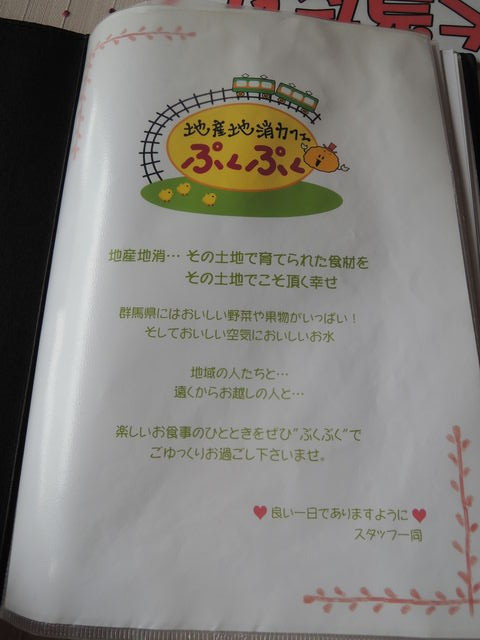 地産地消カフェ
ぷくぷく
地産地消… その土地で育てられた食材を
その土地でこそ頂く幸せ
群馬県にはおいしい野菜や果物がいっぱい！
そしておいしい空気においしいお水
地域の人たちと…
遠くからお越しの人と…
楽しいお食事のひとときをぜひ"ぷくぷく"で
ごゆっくりお過ごし下さいませ。
♥ 良い一日でありますように ♥
スタッフ一同